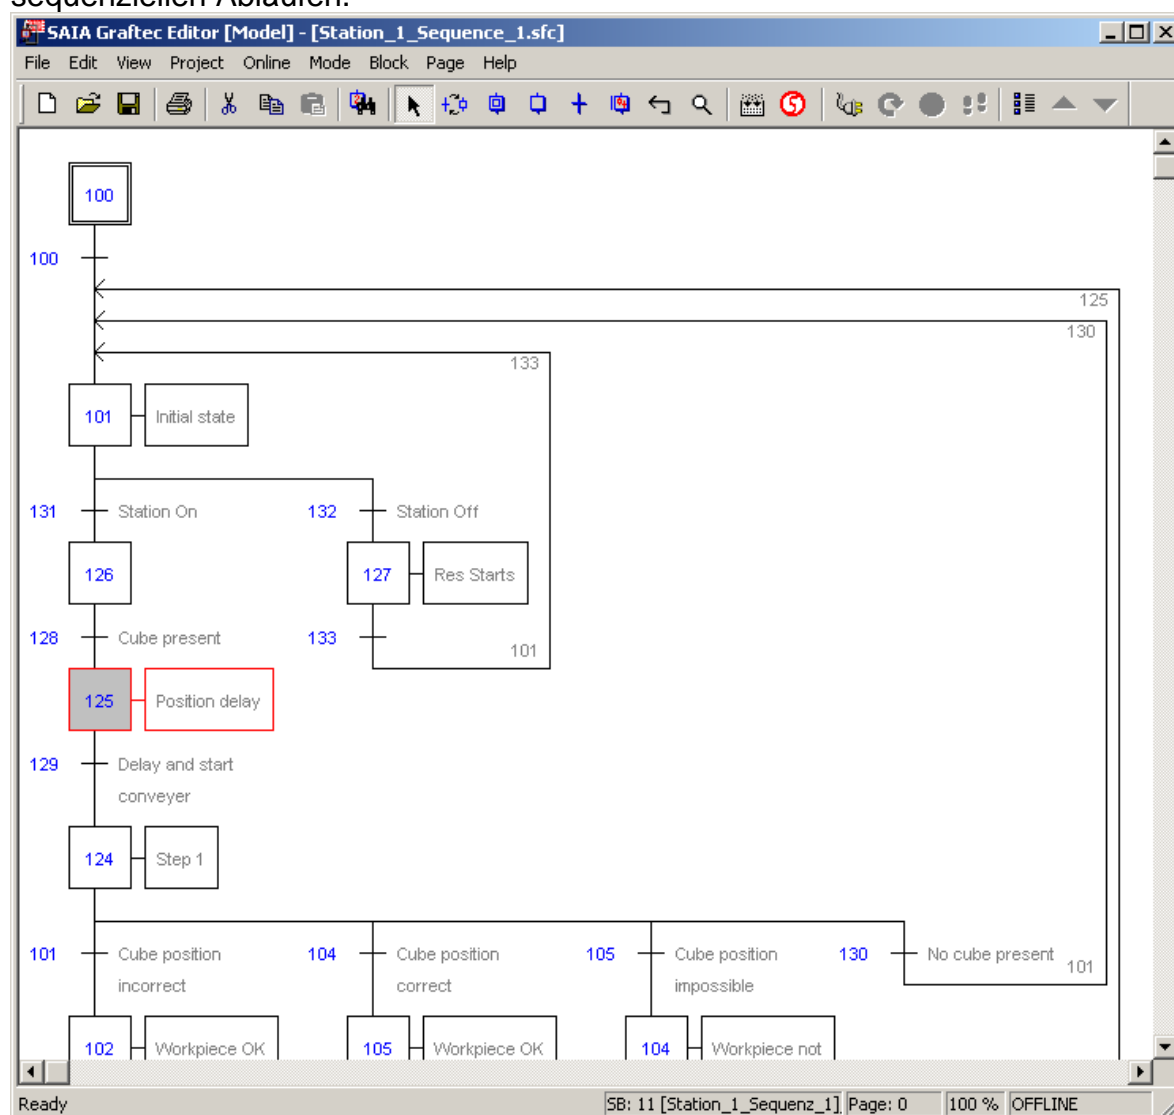 sequenziellen Abläufen.
SAIA Graftec Editor [Model] - [Station_1_Sequence_1.sfc]
File Edit View Project Online Mode Block Page Help
100
100
125
130
133
101 Initial state
131 Station On 132 Station Off
126 127 Res Starts
128 Cube present 133 101
125 Position delay
129 Delay and start
conveyer
124 Step 1
101 Cube position 104 Cube position 105 Cube position 130 No cube present 101
incorrect correct impossible
102 Workpiece OK 105 Workpiece OK 104 Workpiece not
Ready SB: 11 [Station_1_Sequenz_1] Page: 0 100 % OFFLINE